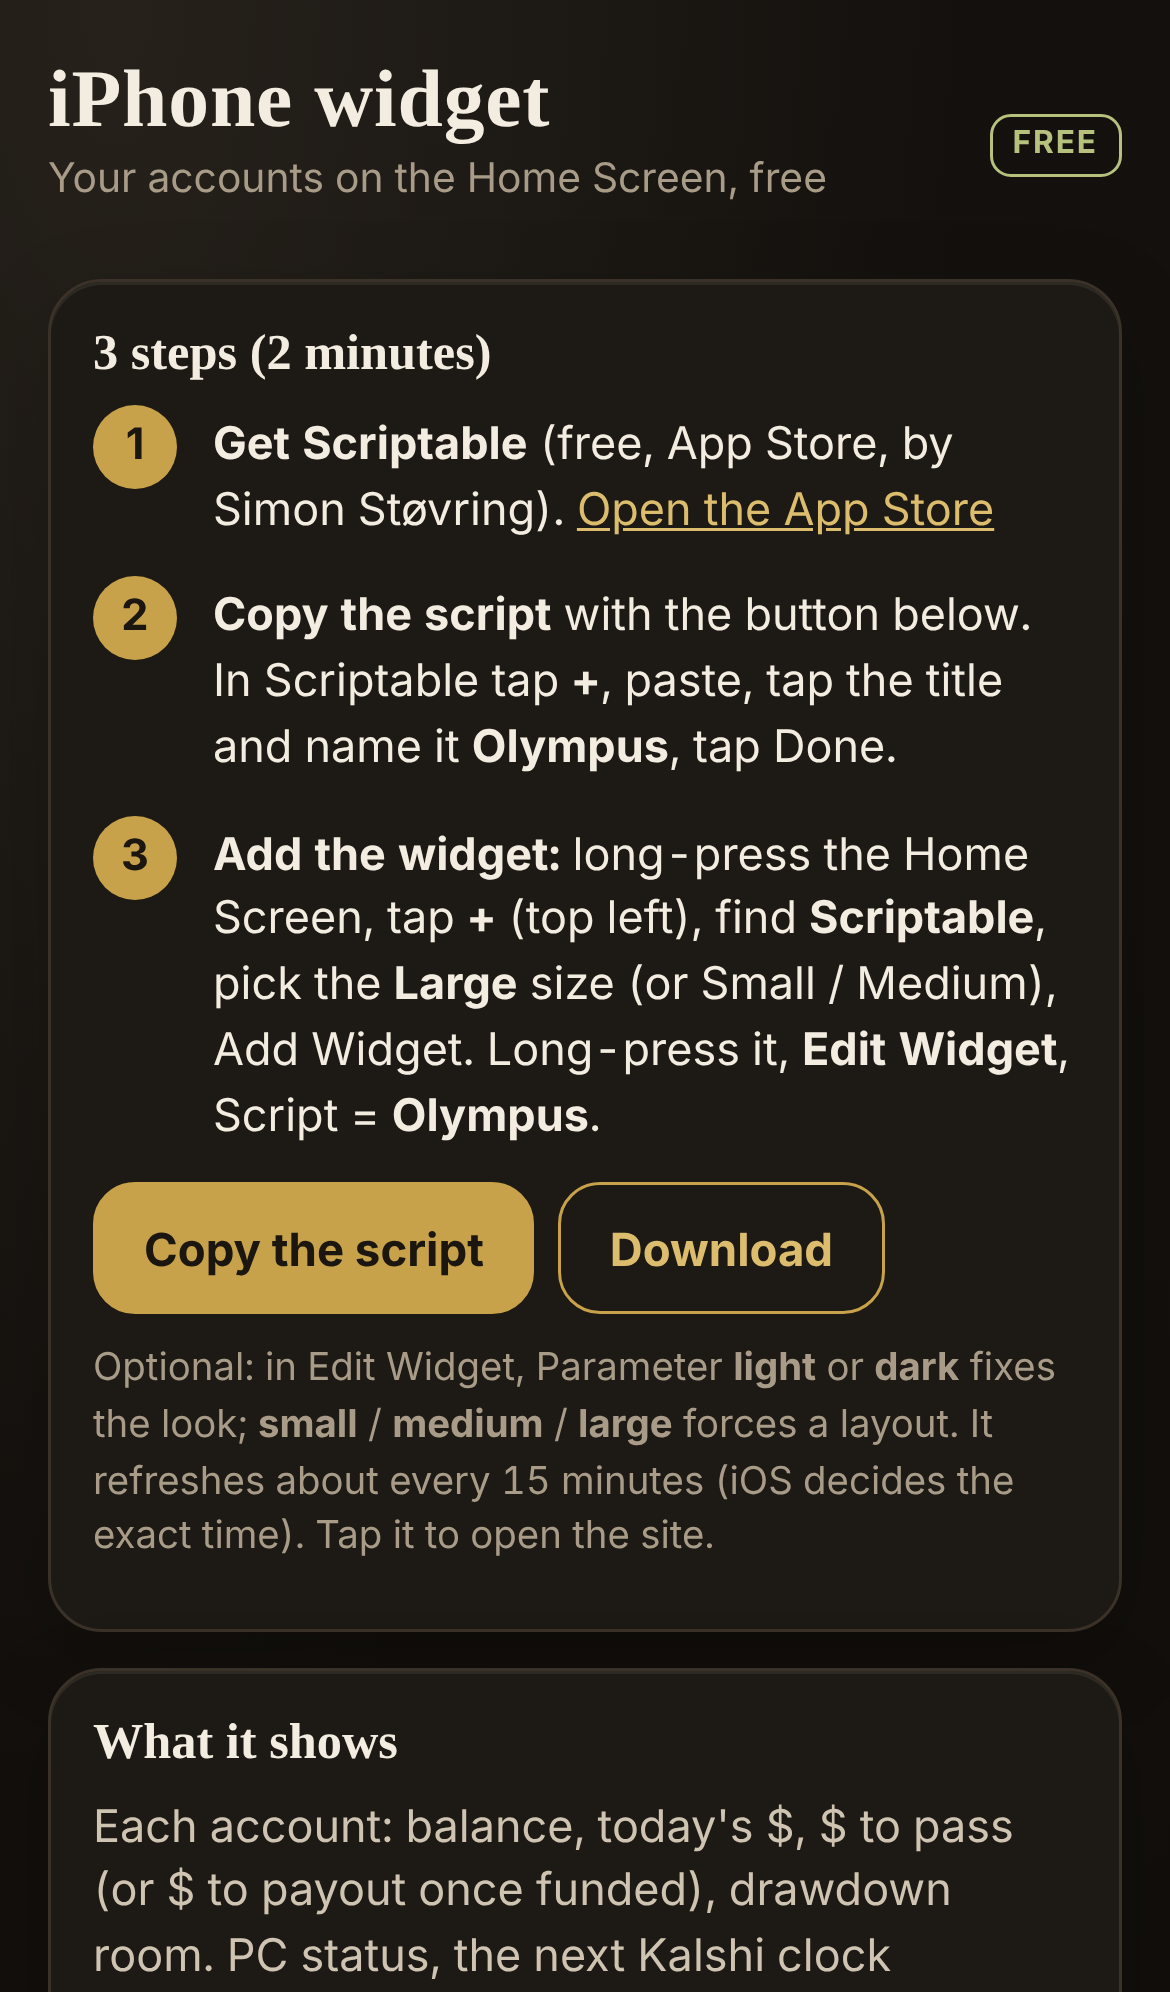 iPhone widget
Your accounts on the Home Screen, free
FREE
3 steps (2 minutes)
1
Get Scriptable (free, App Store, by
Simon Støvring). Open the App Store
2
Copy the script with the button below.
In Scriptable tap +, paste, tap the title
and name it Olympus, tap Done.
3
Add the widget: long-press the Home
Screen, tap + (top left), find Scriptable,
pick the Large size (or Small / Medium),
Add Widget. Long-press it, Edit Widget,
Script = Olympus.
Copy the script
Download
Optional: in Edit Widget, Parameter light or dark fixes
the look; small / medium / large forces a layout. It
refreshes about every 15 minutes (iOS decides the
exact time). Tap it to open the site.
What it shows
Each account: balance, today's $, $ to pass
(or $ to payout once funded), drawdown
room. PC status, the next Kalshi clock